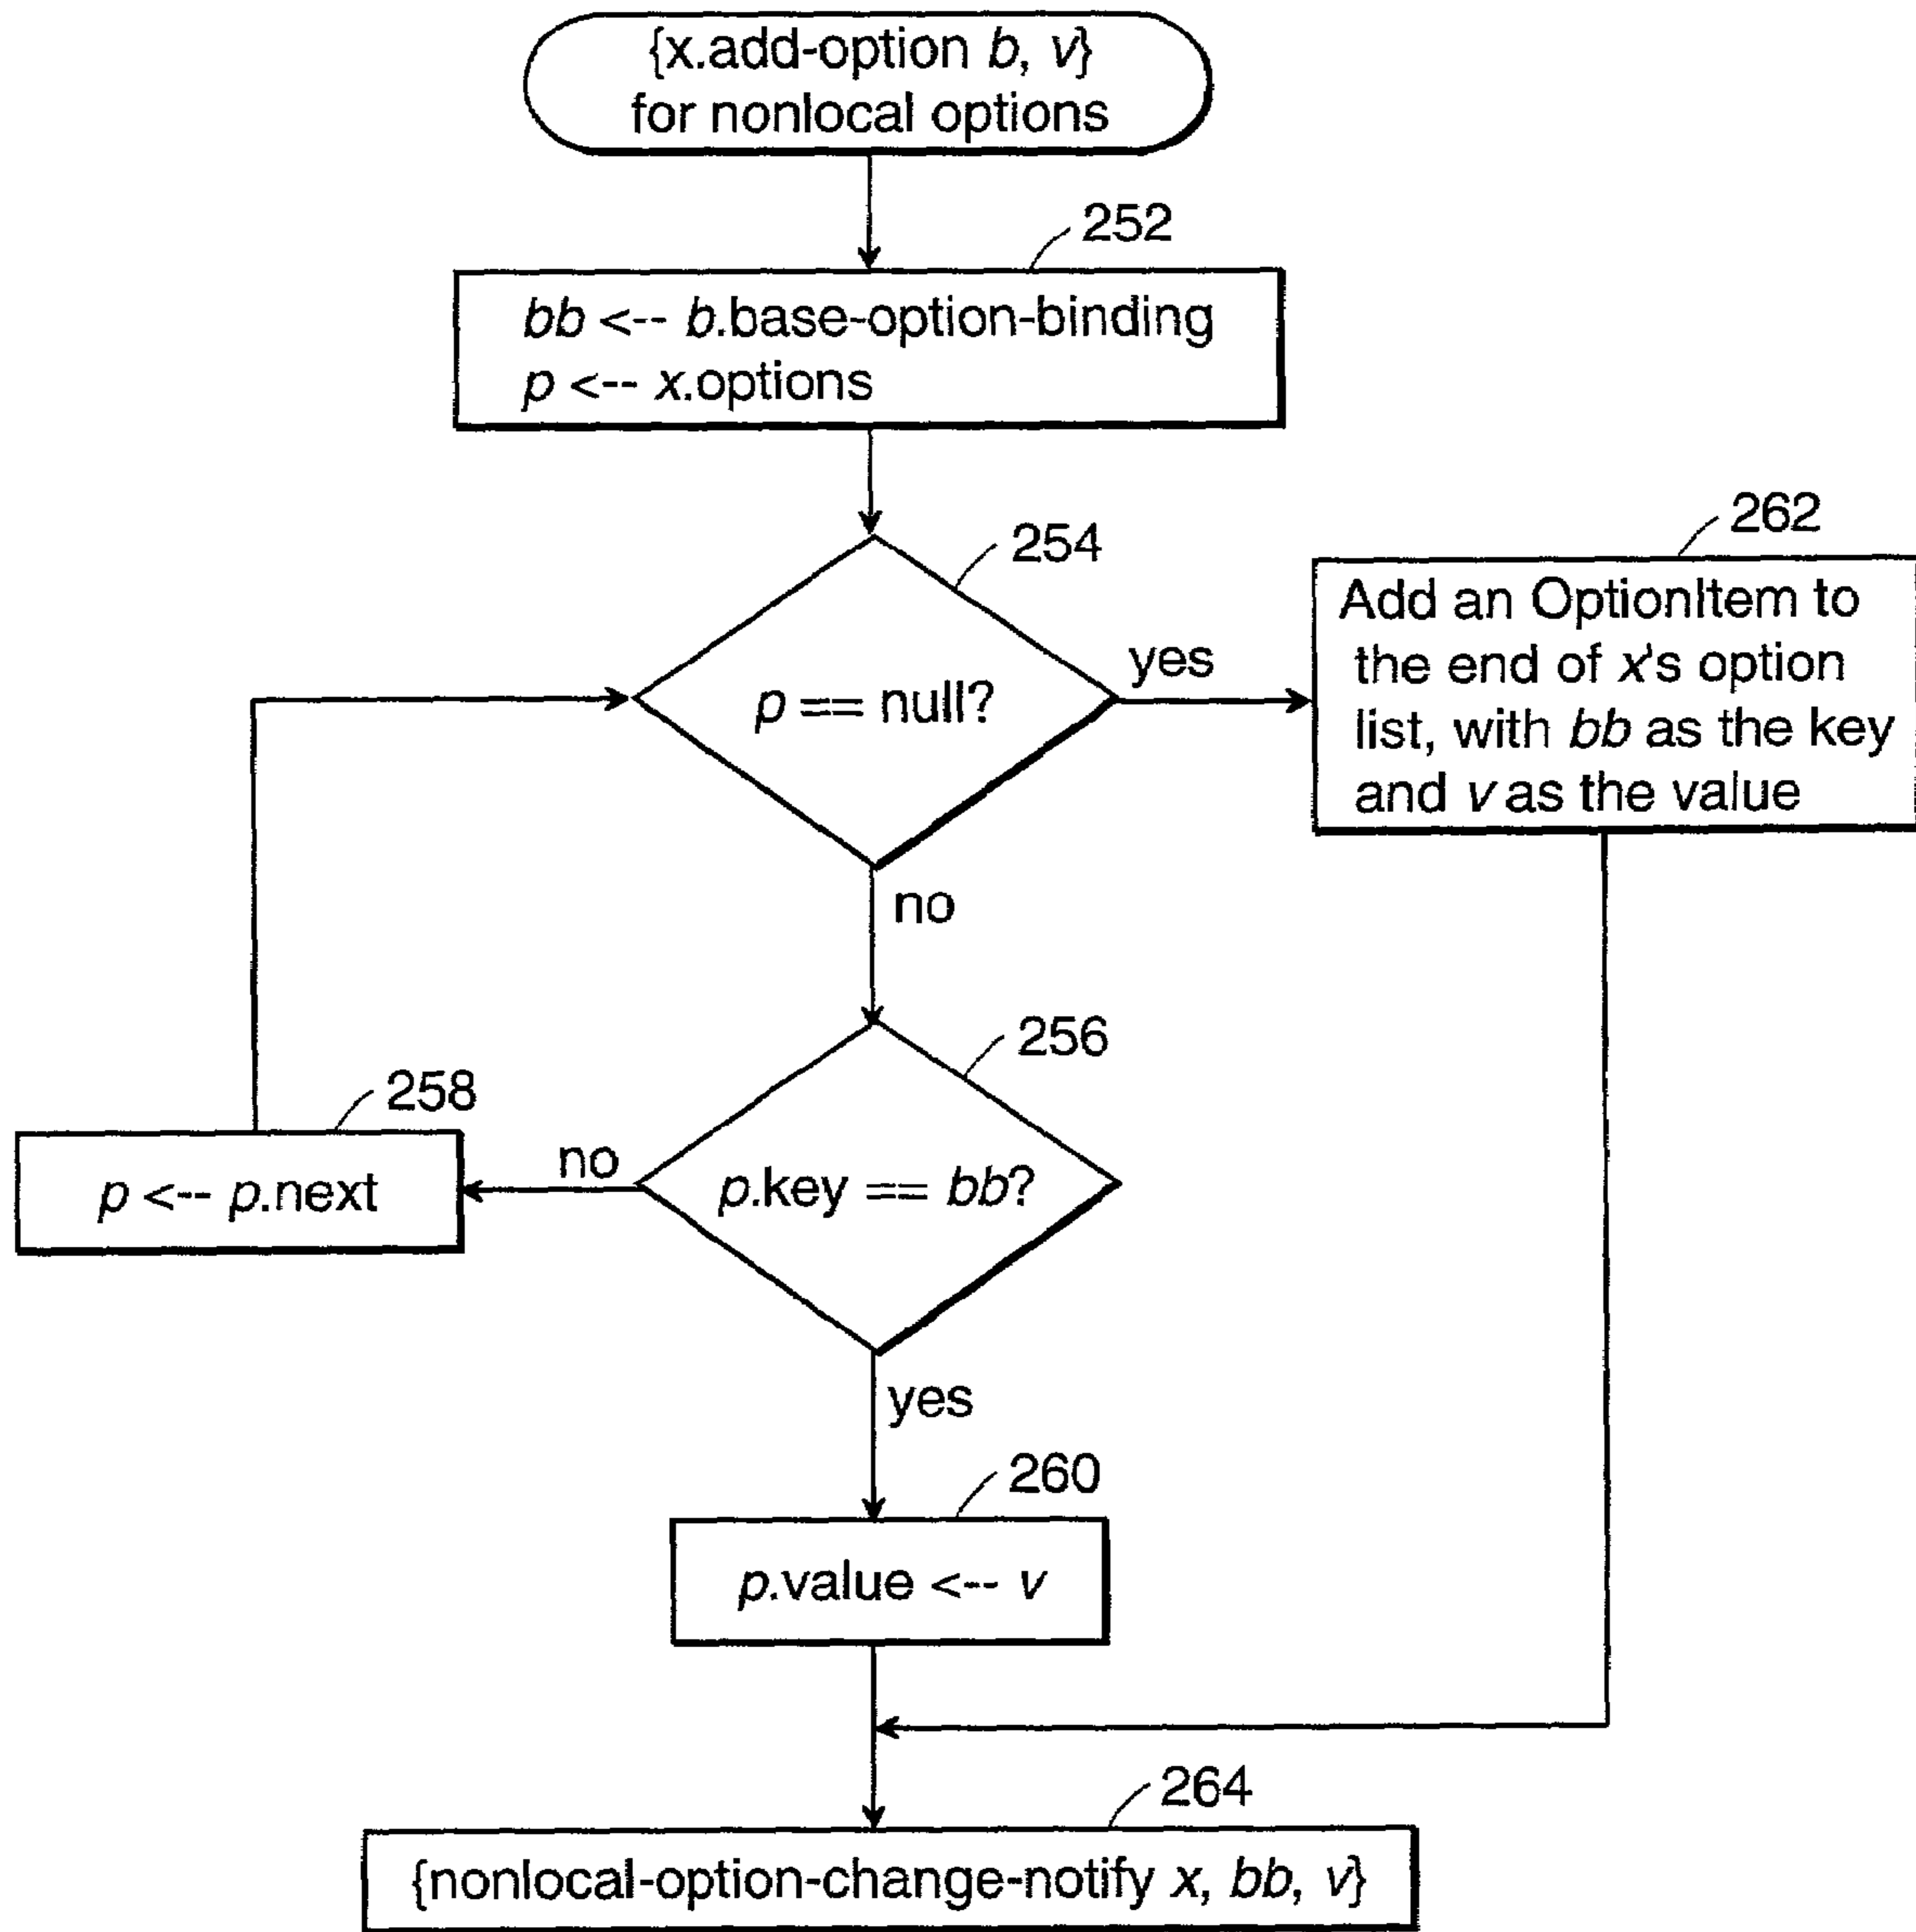 {x.add-option b, v}
for nonlocal options
252
bb <-- b.base-option-binding
p <-- x.options
254
p == null?
yes
262
Add an OptionItem to
the end of x's option
list, with bb as the key
and v as the value
no
256
p.key == bb?
no
258
p <-- p.next
yes
260
p.value <-- v
264
{nonlocal-option-change-notify x, bb, v}